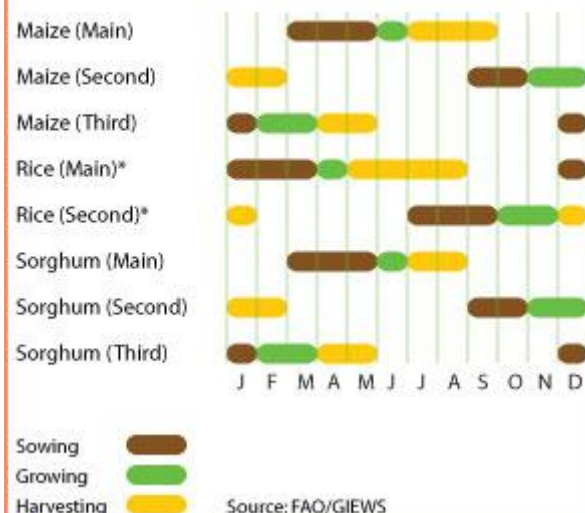 Maize (Main)
Maize (Second)
Maize (Third)
Rice (Main)*
Rice (Second)*
Sorghum (Main)
Sorghum (Second)
Sorghum (Third)
J F M A M J J A S O N D
Sowing
Growing
Harvesting Source: FAO/GIEWS